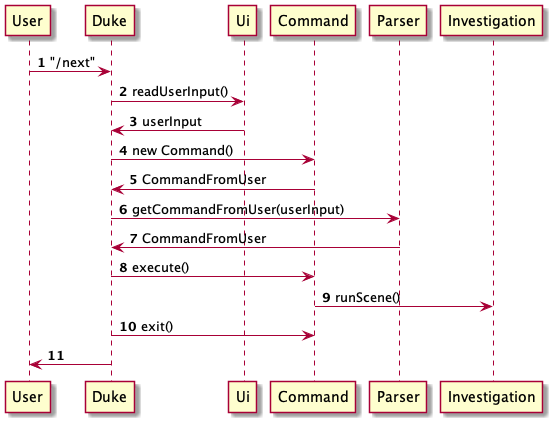 User Duke Ui Command Parser Investigation
1 "/next"
2 readUserInput()
3 userInput
4 new Command()
5 CommandFromUser
6 getCommandFromUser(userInput)
7 CommandFromUser
8 execute()
9 runScene()
10 exit()
11
User Duke Ui Command Parser Investigation